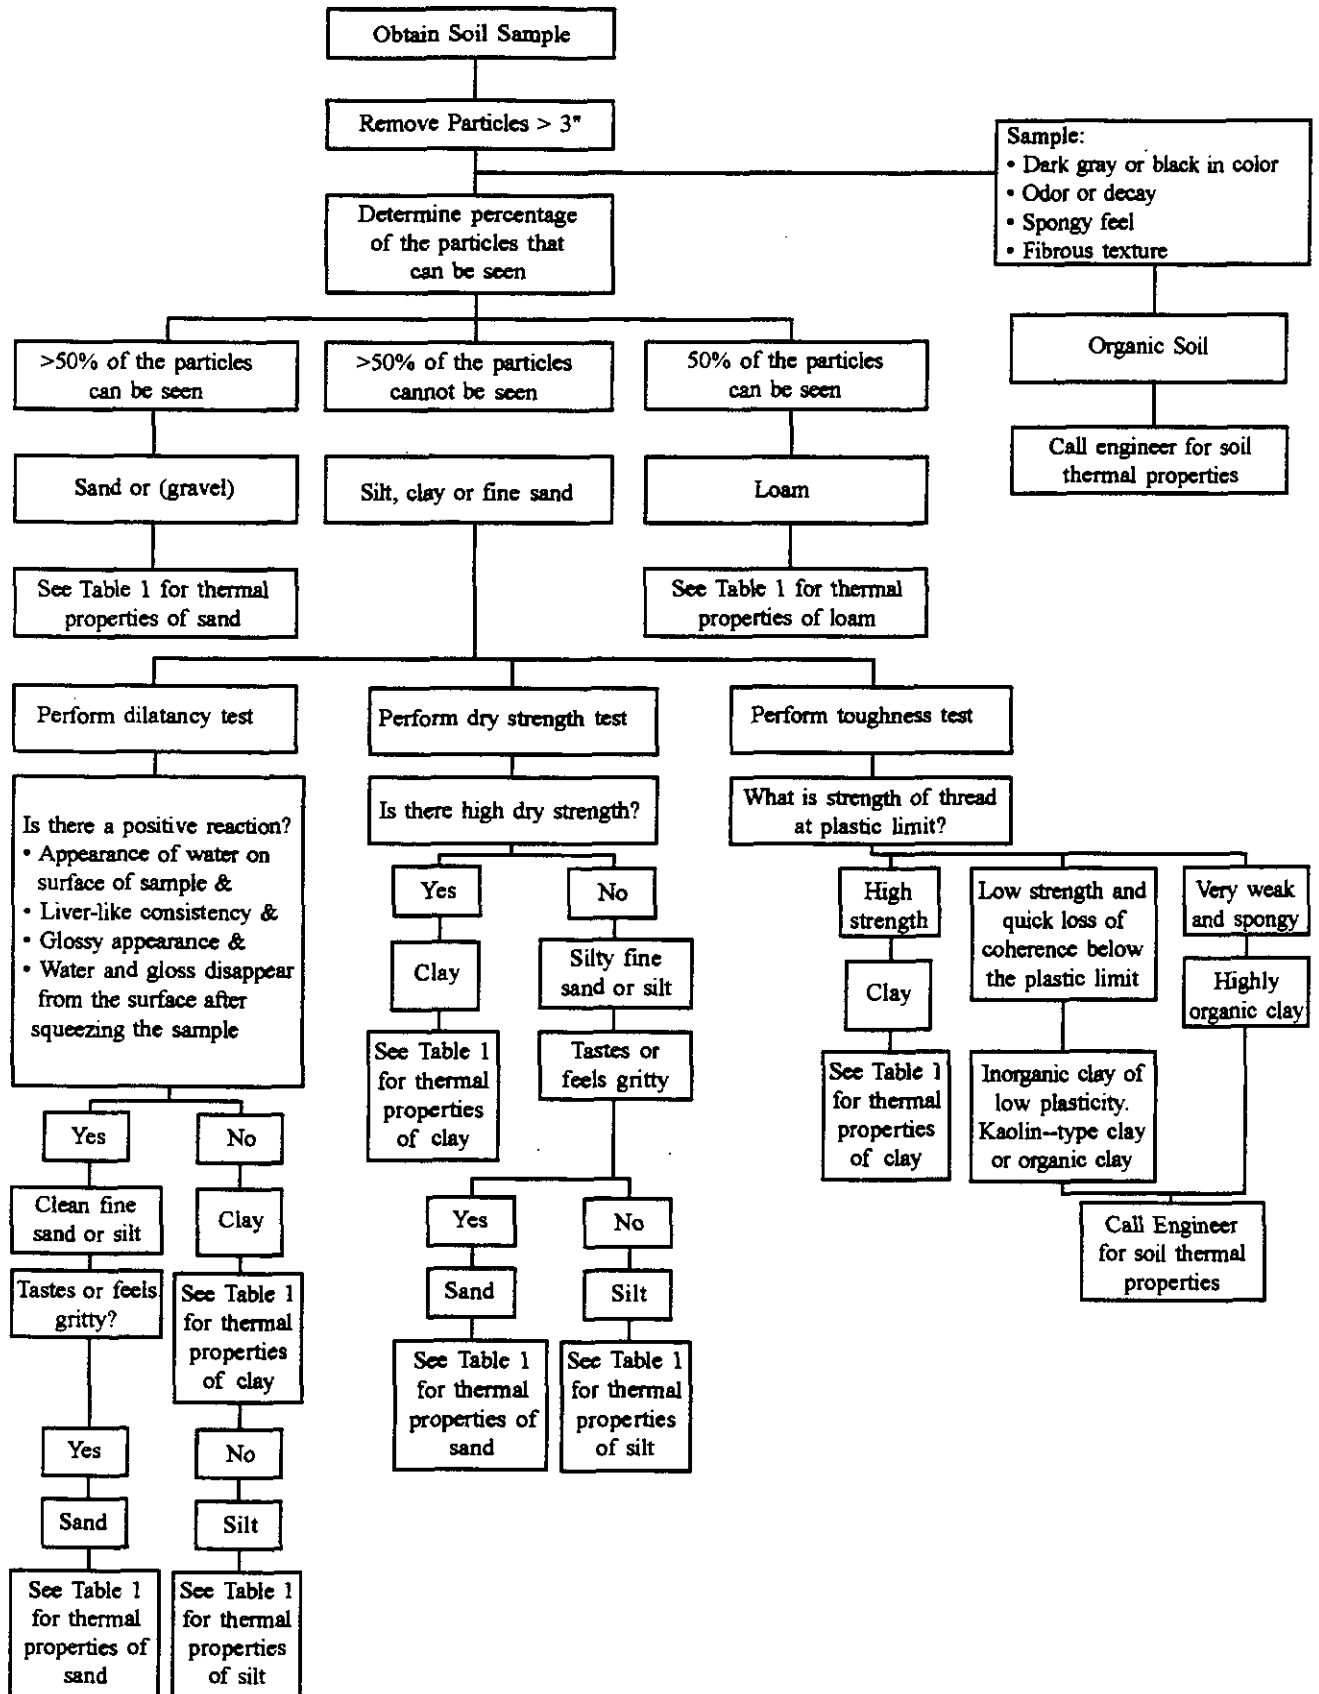 Obtain Soil Sample
Remove Particles > 3"
Sample:
• Dark gray or black in color
• Odor or decay
• Spongy feel
• Fibrous texture
Determine percentage
of the particles that
can be seen
>50% of the particles
can be seen
>50% of the particles
cannot be seen
50% of the particles
can be seen
Organic Soil
Call engineer for soil
thermal properties
Sand or (gravel)
Silt, clay or fine sand
Loam
See Table 1 for thermal
properties of sand
See Table 1 for thermal
properties of loam
Perform dilatancy test
Perform dry strength test
Perform toughness test
Is there a positive reaction?
• Appearance of water on
surface of sample &
• Liver-like consistency &
• Glossy appearance &
• Water and gloss disappear
from the surface after
squeezing the sample
Is there high dry strength?
What is strength of thread
at plastic limit?
Yes
No
High
strength
Low strength and
quick loss of
coherence below
the plastic limit
Very weak
and spongy
Clay
Silty fine
sand or silt
Clay
Highly
organic clay
See Table 1
for thermal
properties
of clay
Tastes or
feels gritty
See Table 1
for thermal
properties
of clay
Inorganic clay of
low plasticity.
Kaolin--type clay
or organic clay
Yes
No
Clean fine
sand or silt
Clay
Yes
No
Call Engineer
for soil thermal
properties
Tastes or feels
gritty?
See Table 1
for thermal
properties
of clay
Sand
Silt
See Table 1
for thermal
properties of
sand
See Table 1
for thermal
properties
of silt
Yes
No
Sand
Silt
See Table 1
for thermal
properties of
sand
See Table 1
for thermal
properties
of silt